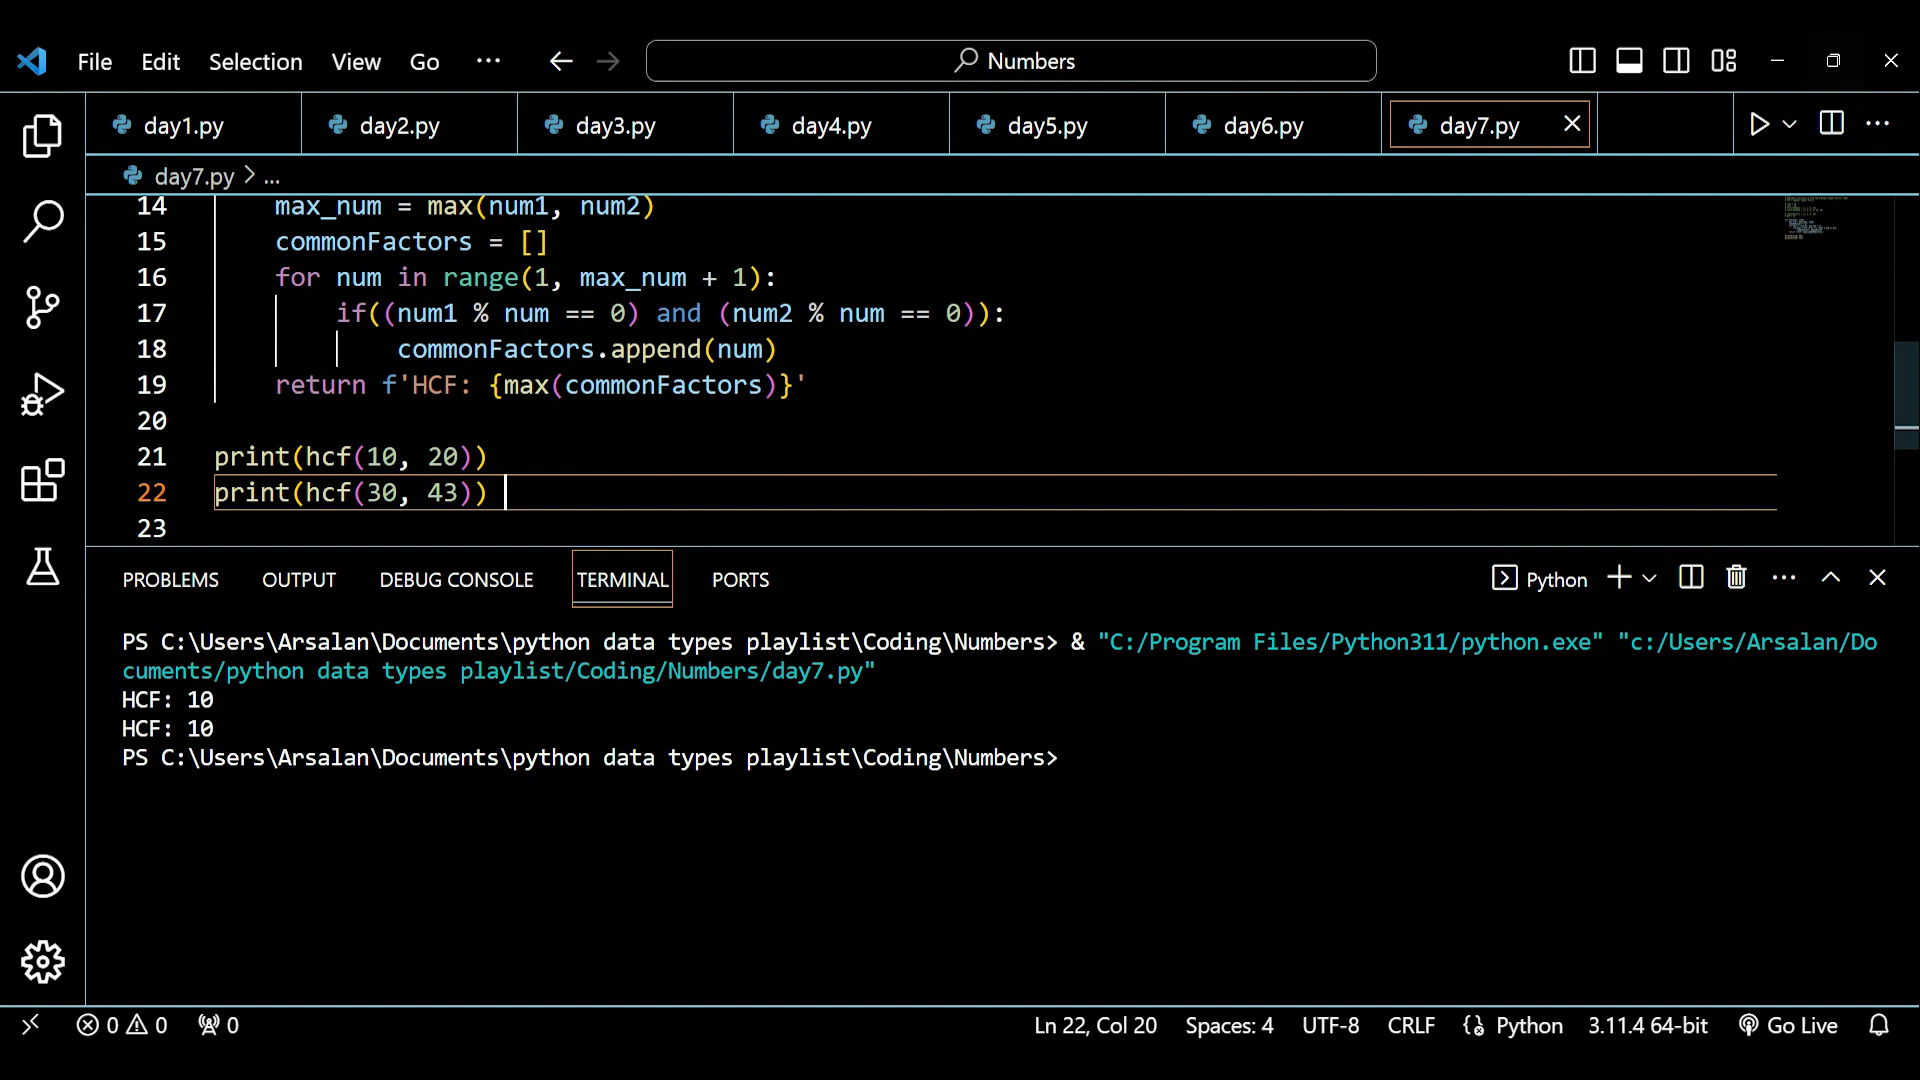 File Edit Selection View Go ··· Numbers
day1.py day2.py day3.py day4.py day5.py day6.py day7.py
day7.py > ...
14 max_num = max(num1, num2)
15 commonFactors = []
16 for num in range(1, max_num + 1):
17 if((num1 % num == 0) and (num2 % num == 0)):
18 commonFactors.append(num)
19 return f'HCF: {max(commonFactors)}'
20
21 print(hcf(10, 20))
22 print(hcf(30, 43))
23
PROBLEMS OUTPUT DEBUG CONSOLE TERMINAL PORTS Python
PS C:\Users\Arsalan\Documents\python data types playlist\Coding\Numbers> & "C:/Program Files/Python311/python.exe" "c:/Users/Arsalan/Do
cuments/python data types playlist/Coding/Numbers/day7.py"
HCF: 10
HCF: 10
PS C:\Users\Arsalan\Documents\python data types playlist\Coding\Numbers>
0 0 0 Ln 22, Col 20 Spaces: 4 UTF-8 CRLF Python 3.11.4 64-bit Go Live